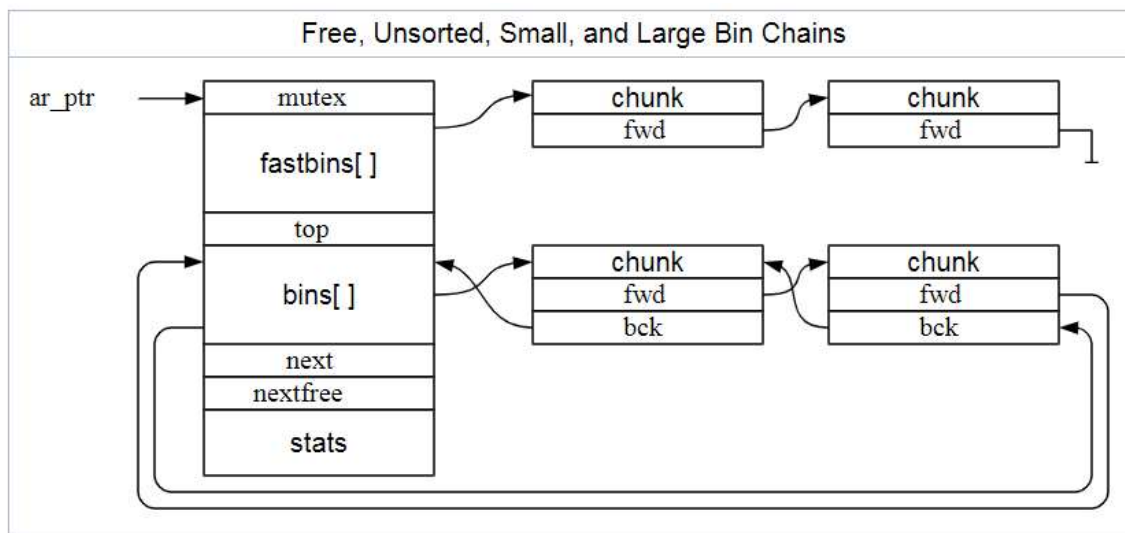 Free, Unsorted, Small, and Large Bin Chains
ar_ptr
mutex
chunk
chunk
fwd
fwd
fastbins[ ]
top
chunk
chunk
bins[ ]
fwd
fwd
bck
bck
next
nextfree
stats